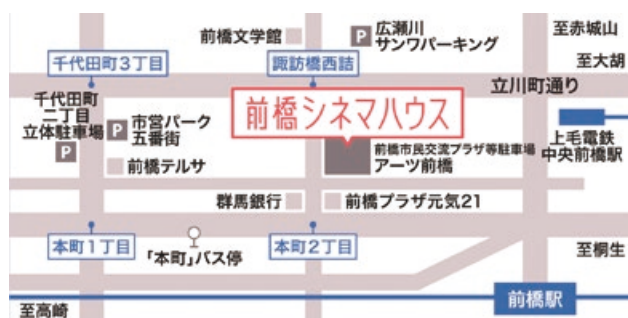 前橋文学館
P
広瀬川
サンワパーキング
至赤城山
至大胡
千代田町3丁目
諏訪橋西詰
立川町通り
千代田町
二丁目
立体駐車場
P
P
市営パーク
五番街
前橋シネマハウス
前橋市民交流プラザ等駐車場
アーツ前橋
上毛電鉄
中央前橋駅
前橋テルサ
群馬銀行
前橋プラザ元気21
本町1丁目
「本町」バス停
本町2丁目
至桐生
前橋駅
至高崎